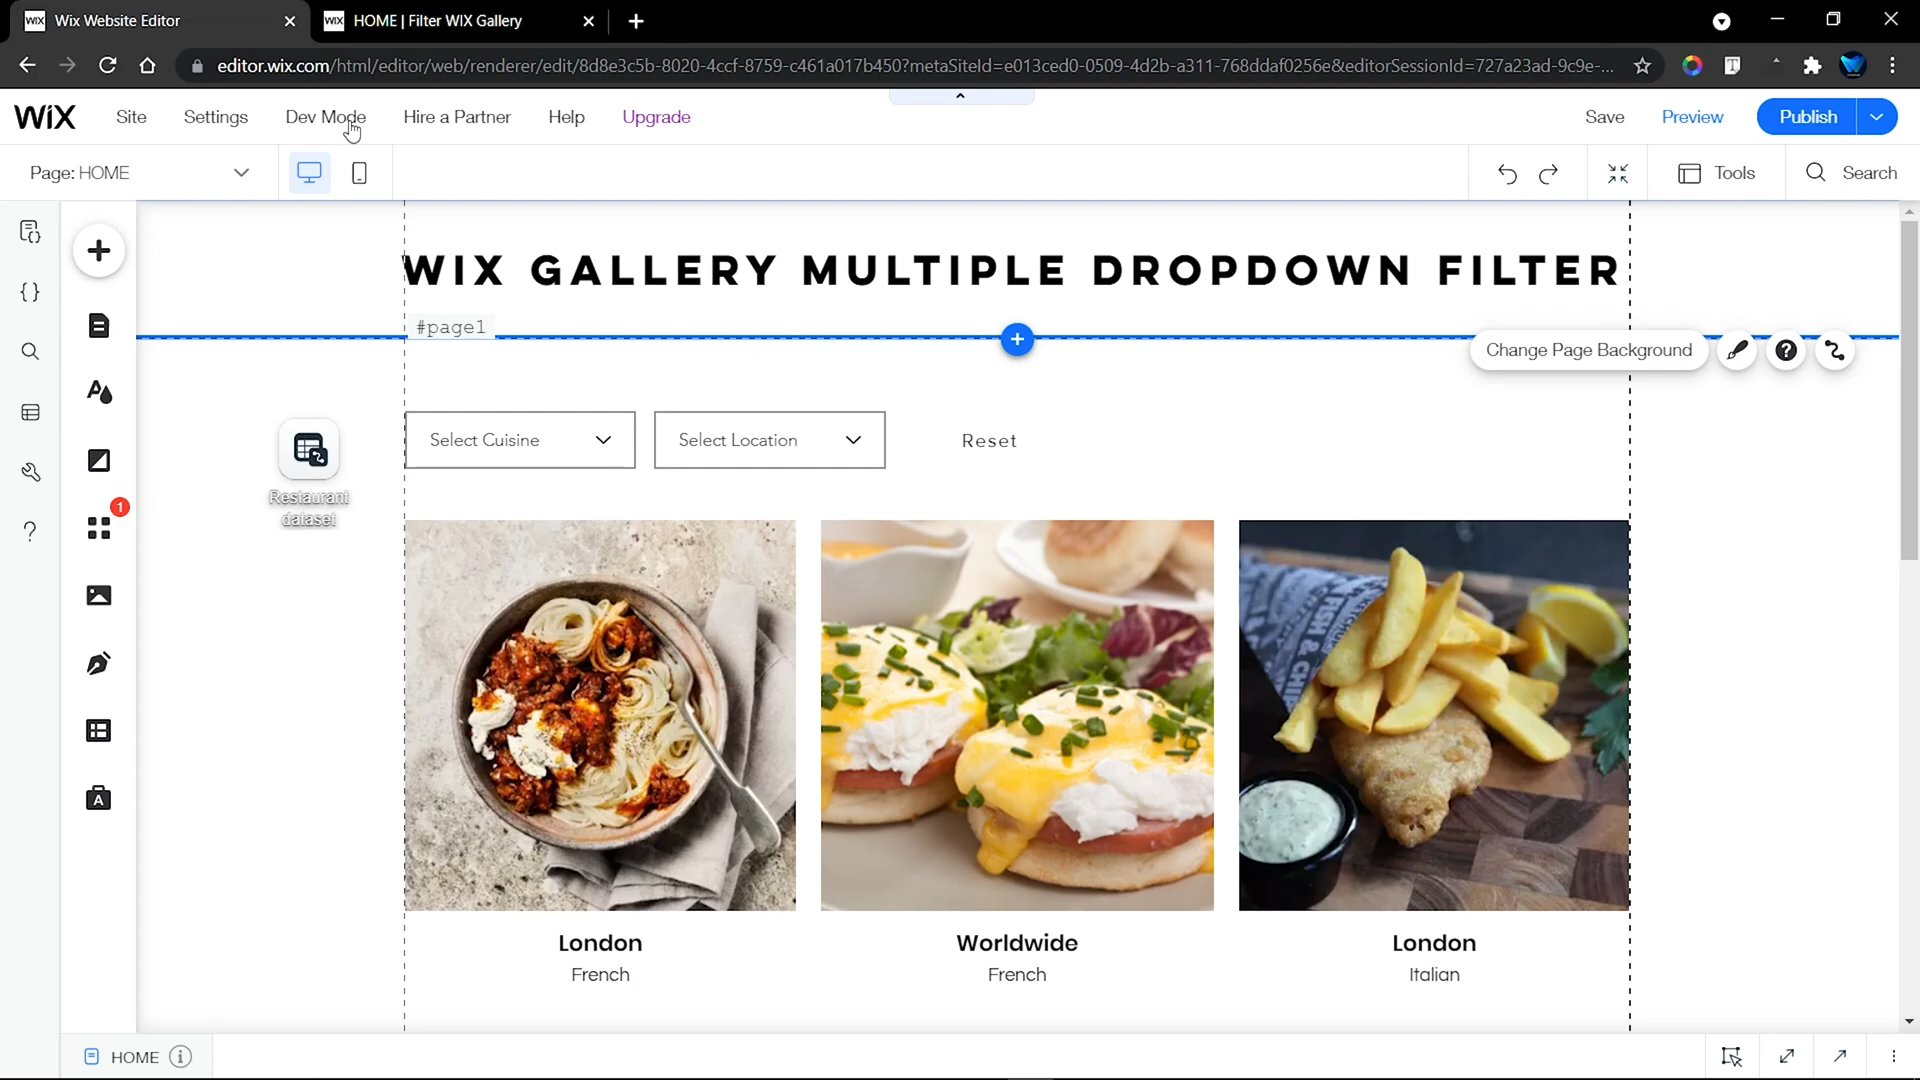 Wix Website Editor
HOME | Filter WIX Gallery
editor.wix.com/html/editor/web/renderer/edit/8d8e3c5b-8020-4ccf-8759-c461a017b450?metaSiteId=e013ced0-0509-4d2b-a311-768ddaf0256e&editorSessionId=727a23ad-9c9e-...
WiX Site Settings Dev Mode Hire a Partner Help Upgrade Save Preview Publish
Page: HOME Tools Search
WIX GALLERY MULTIPLE DROPDOWN FILTER
#page1
Change Page Background
Select Cuisine Select Location Reset
Restaurant
dataset
1
FISH & CHIPS
London Worldwide London
French French Italian
HOME